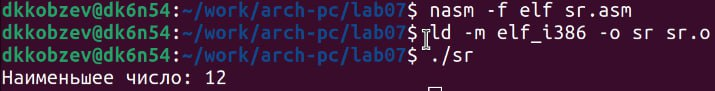 dkkobzev@dk6n54:~/work/arch-pc/lab07$ nasm -f elf sr.asm
dkkobzev@dk6n54:~/work/arch-pc/lab07$ ld -m elf_i386 -o sr sr.o
dkkobzev@dk6n54:~/work/arch-pc/lab07$ ./sr
Наименьшее число: 12